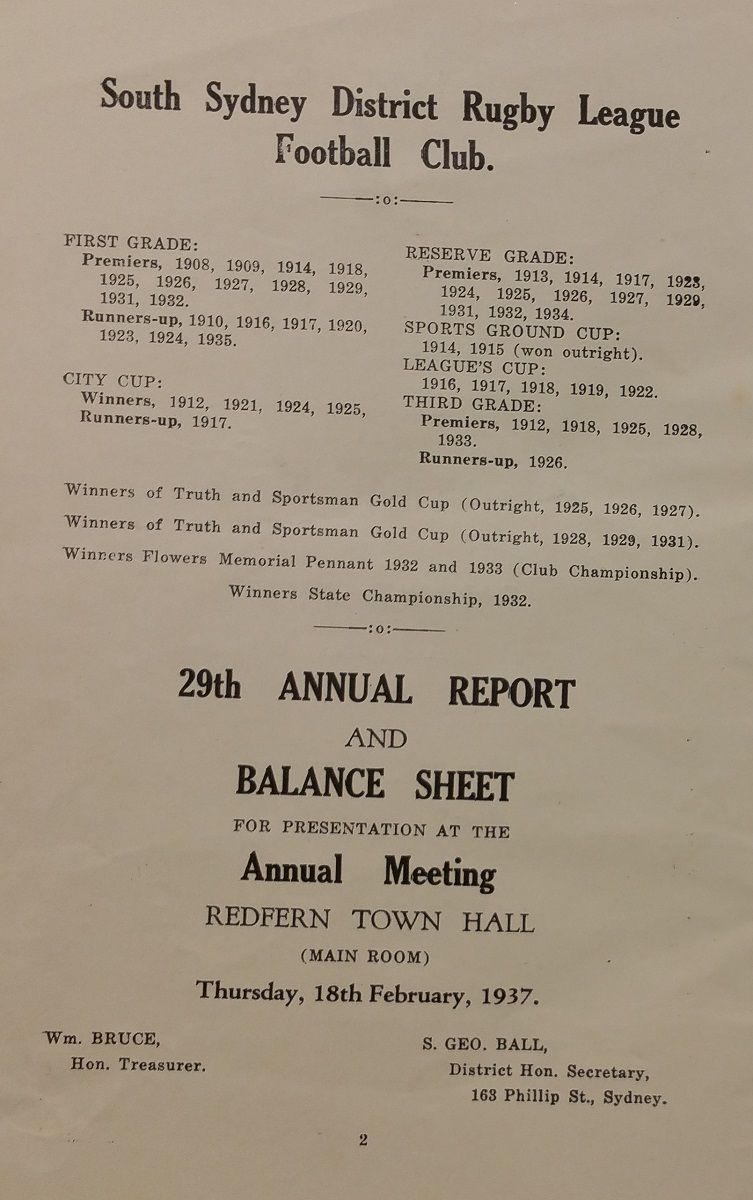 South Sydney District Rugby League
Football Club.
———:o:———
FIRST GRADE:
Premiers, 1908, 1909, 1914, 1918,
1925, 1926, 1927, 1928, 1929,
1931, 1932.
Runners-up, 1910, 1916, 1917, 1920,
1923, 1924, 1935.
CITY CUP:
Winners, 1912, 1921, 1924, 1925,
Runners-up, 1917.
RESERVE GRADE:
Premiers, 1913, 1914, 1917, 1923,
1924, 1925, 1926, 1927, 1929,
1931, 1932, 1934.
SPORTS GROUND CUP:
1914, 1915 (won outright).
LEAGUE'S CUP:
1916, 1917, 1918, 1919, 1922.
THIRD GRADE:
Premiers, 1912, 1918, 1925, 1928,
1933.
Runners-up, 1926.
Winners of Truth and Sportsman Gold Cup (Outright, 1925, 1926, 1927).
Winners of Truth and Sportsman Gold Cup (Outright, 1928, 1929, 1931).
Winners Flowers Memorial Pennant 1932 and 1933 (Club Championship).
Winners State Championship, 1932.
———:o:———
29th ANNUAL REPORT
AND
BALANCE SHEET
FOR PRESENTATION AT THE
Annual Meeting
REDFERN TOWN HALL
(MAIN ROOM)
Thursday, 18th February, 1937.
Wm. BRUCE,
Hon. Treasurer.
S. GEO. BALL,
District Hon. Secretary,
163 Phillip St., Sydney.
2